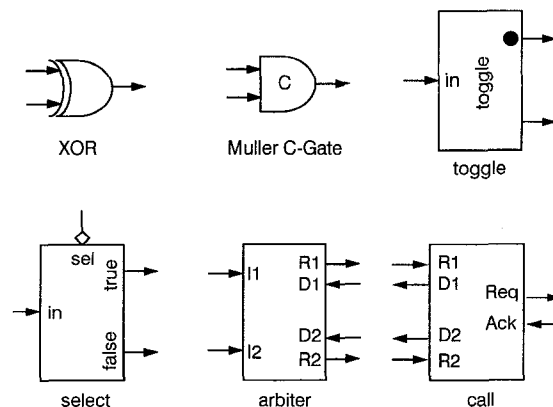 C
in
toggle
XOR
Muller C-Gate
toggle
sel
in
true
false
select
I1
I2
R1
D1
D2
R2
arbiter
R1
D1
D2
R2
Req
Ack
call